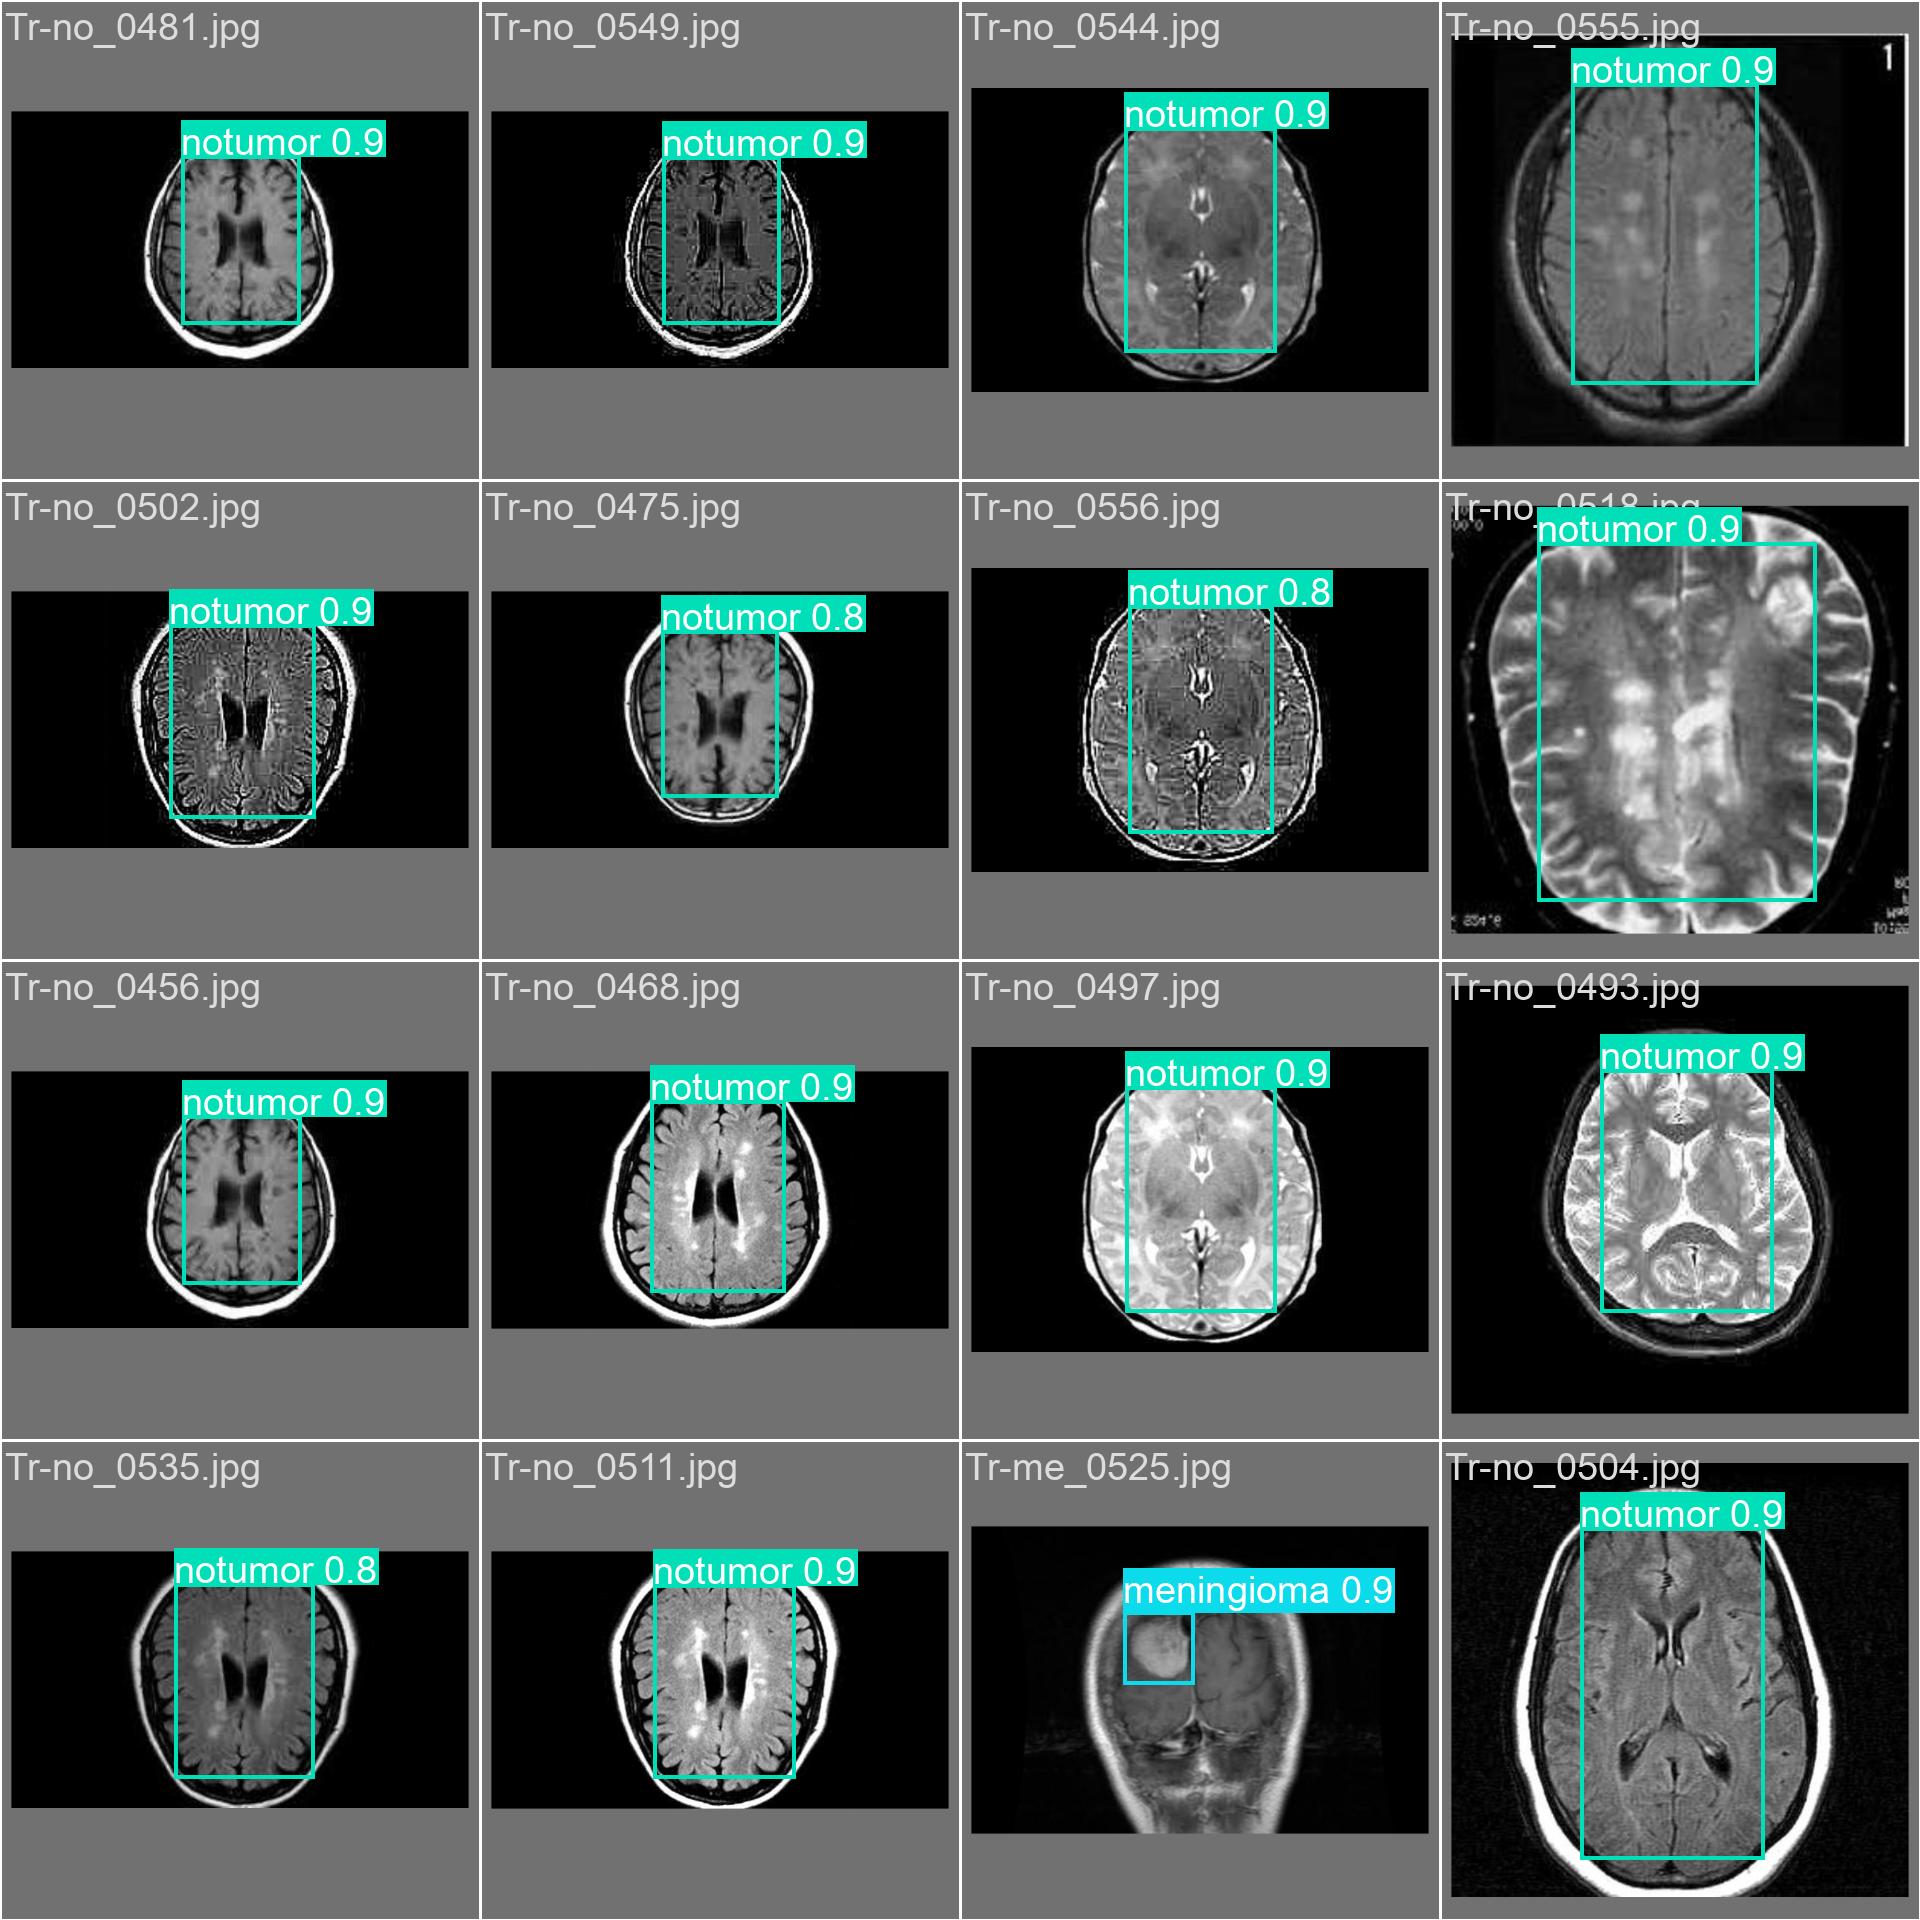 Tr-no_0481.jpg
notumor 0.9
Tr-no_0549.jpg
notumor 0.9
Tr-no_0544.jpg
notumor 0.9
Tr-no_0555.jpg
notumor 0.9
1
Tr-no_0502.jpg
notumor 0.9
Tr-no_0475.jpg
notumor 0.8
Tr-no_0556.jpg
notumor 0.8
Tr-no_0518.jpg
notumor 0.9
Tr-no_0456.jpg
notumor 0.9
Tr-no_0468.jpg
notumor 0.9
Tr-no_0497.jpg
notumor 0.9
Tr-no_0493.jpg
notumor 0.9
Tr-no_0535.jpg
notumor 0.8
Tr-no_0511.jpg
notumor 0.9
Tr-me_0525.jpg
meningioma 0.9
Tr-no_0504.jpg
notumor 0.9